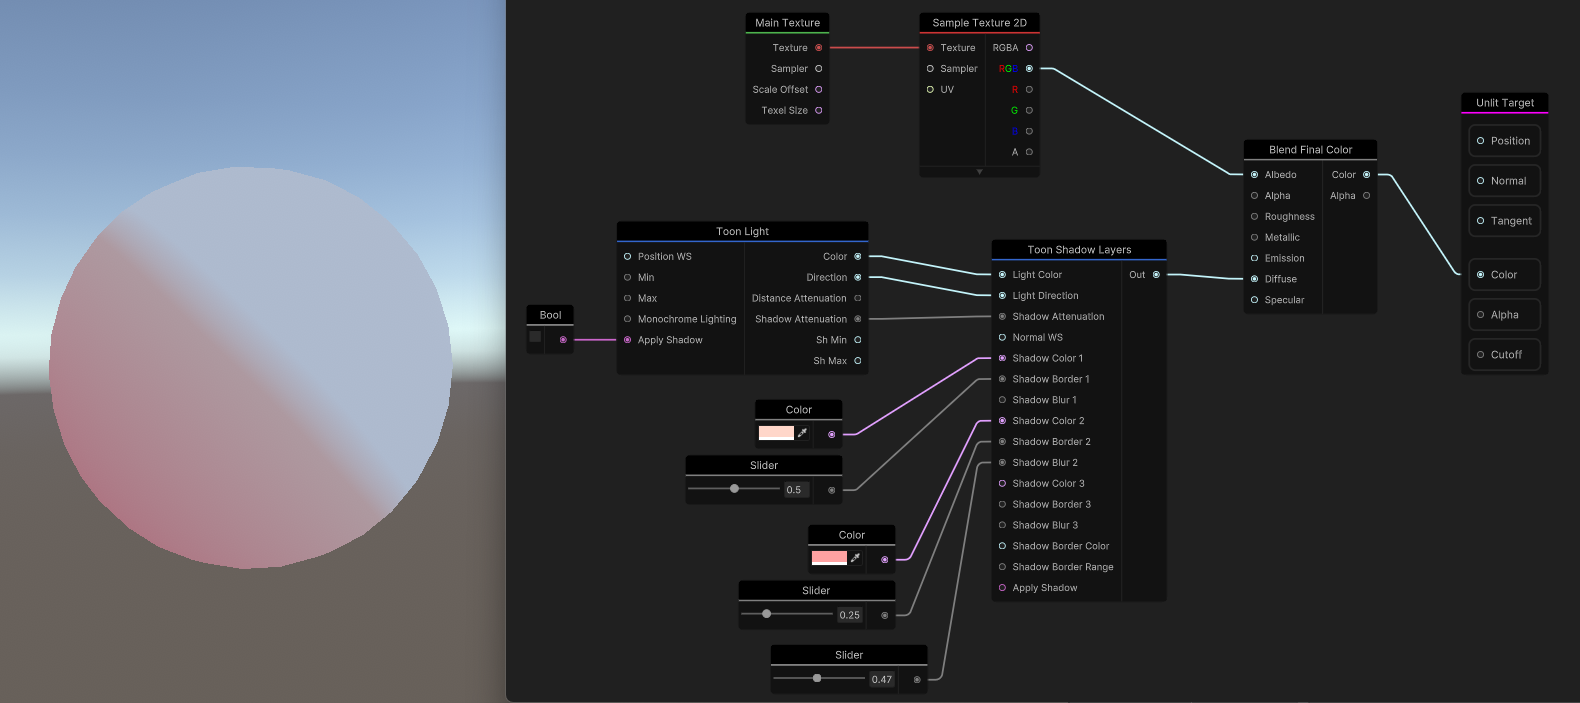 Main Texture
Texture
Sampler
Scale Offset
Texel Size
Sample Texture 2D
Texture
Sampler
UV
RGBA
RGB
R
G
B
A
Toon Light
Position WS
Min
Max
Monochrome Lighting
Apply Shadow
Color
Direction
Distance Attenuation
Shadow Attenuation
Sh Min
Sh Max
Bool
Color
Slider
0.5
Color
Slider
0.25
Slider
0.47
Toon Shadow Layers
Light Color
Light Direction
Shadow Attenuation
Normal WS
Shadow Color 1
Shadow Border 1
Shadow Blur 1
Shadow Color 2
Shadow Border 2
Shadow Blur 2
Shadow Color 3
Shadow Border 3
Shadow Blur 3
Shadow Border Color
Shadow Border Range
Apply Shadow
Out
Blend Final Color
Albedo
Alpha
Roughness
Metallic
Emission
Diffuse
Specular
Color
Alpha
Unlit Target
Position
Normal
Tangent
Color
Alpha
Cutoff